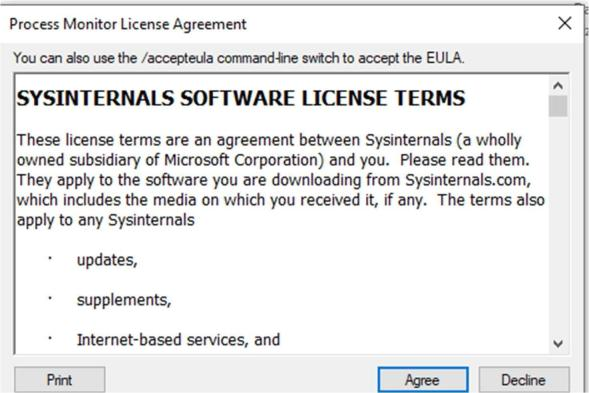 Process Monitor License Agreement
You can also use the /accepteula command-line switch to accept the EULA.
SYSINTERNALS SOFTWARE LICENSE TERMS
These license terms are an agreement between Sysinternals (a wholly
owned subsidiary of Microsoft Corporation) and you. Please read them.
They apply to the software you are downloading from Sysinternals.com,
which includes the media on which you received it, if any. The terms also
apply to any Sysinternals
· updates,
· supplements,
· Internet-based services, and
Print Agree Decline